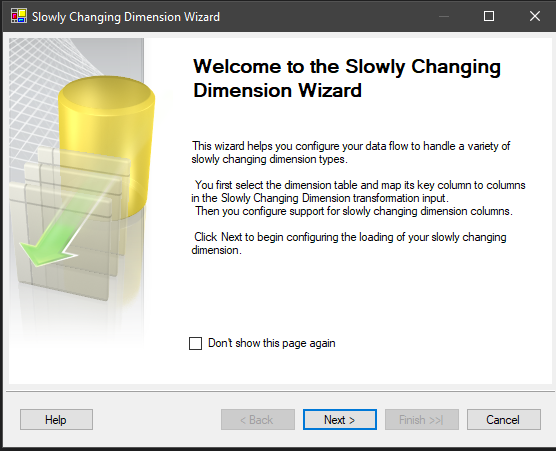 Slowly Changing Dimension Wizard
Welcome to the Slowly Changing
Dimension Wizard
This wizard helps you configure your data flow to handle a variety of
slowly changing dimension types.
You first select the dimension table and map its key column to columns
in the Slowly Changing Dimension transformation input.
Then you configure support for slowly changing dimension columns.
Click Next to begin configuring the loading of your slowly changing
dimension.
Don't show this page again
Help
< Back
Next >
Finish >>|
Cancel